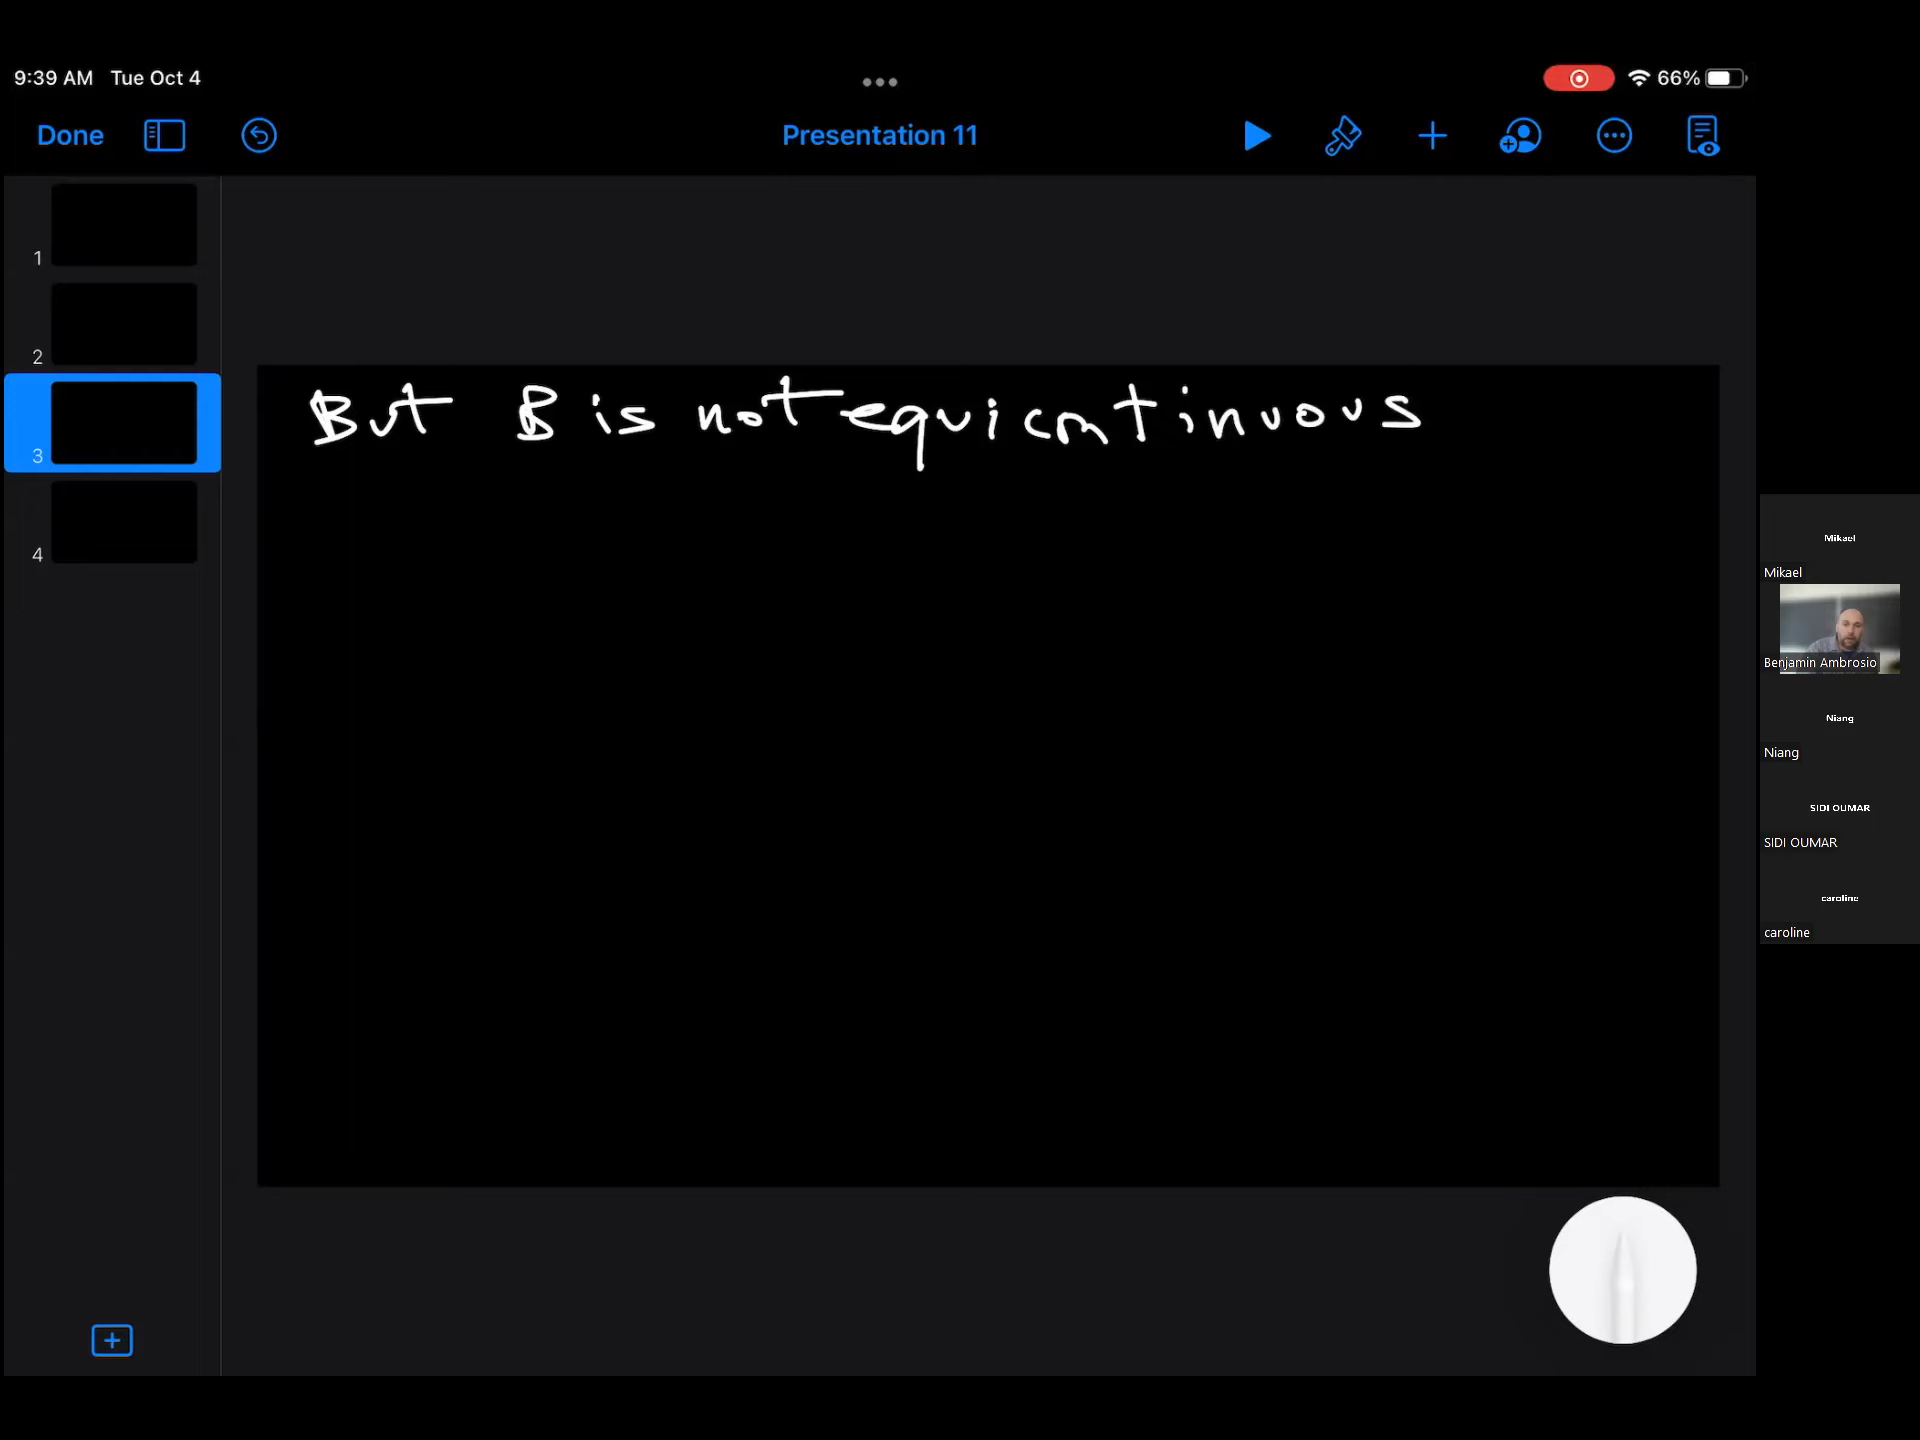 9:39 AM Tue Oct 4
66%
Done
Presentation 11
1
2
3
4
But B is not equicontinuous
Mikael
Mikael
Benjamin Ambrosio
Niang
Niang
SIDI OUMAR
SIDI OUMAR
caroline
caroline